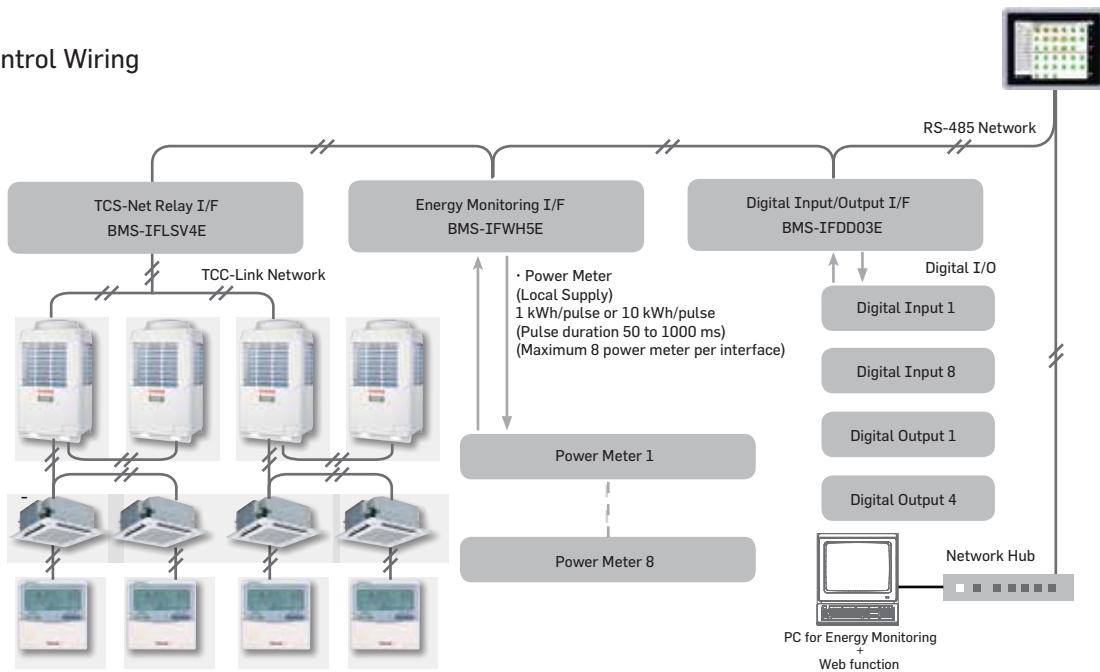 ntrol Wiring
RS-485 Network
TCS-Net Relay I/F
BMS-IFLSV4E
Energy Monitoring I/F
BMS-IFWH5E
Digital Input/Output I/F
BMS-IFDD03E
TCC-Link Network
· Power Meter
(Local Supply)
1 kWh/pulse or 10 kWh/pulse
(Pulse duration 50 to 1000 ms)
(Maximum 8 power meter per interface)
Digital I/O
Digital Input 1
Digital Input 8
Digital Output 1
Digital Output 4
Power Meter 1
Power Meter 8
Network Hub
PC for Energy Monitoring
+
Web function